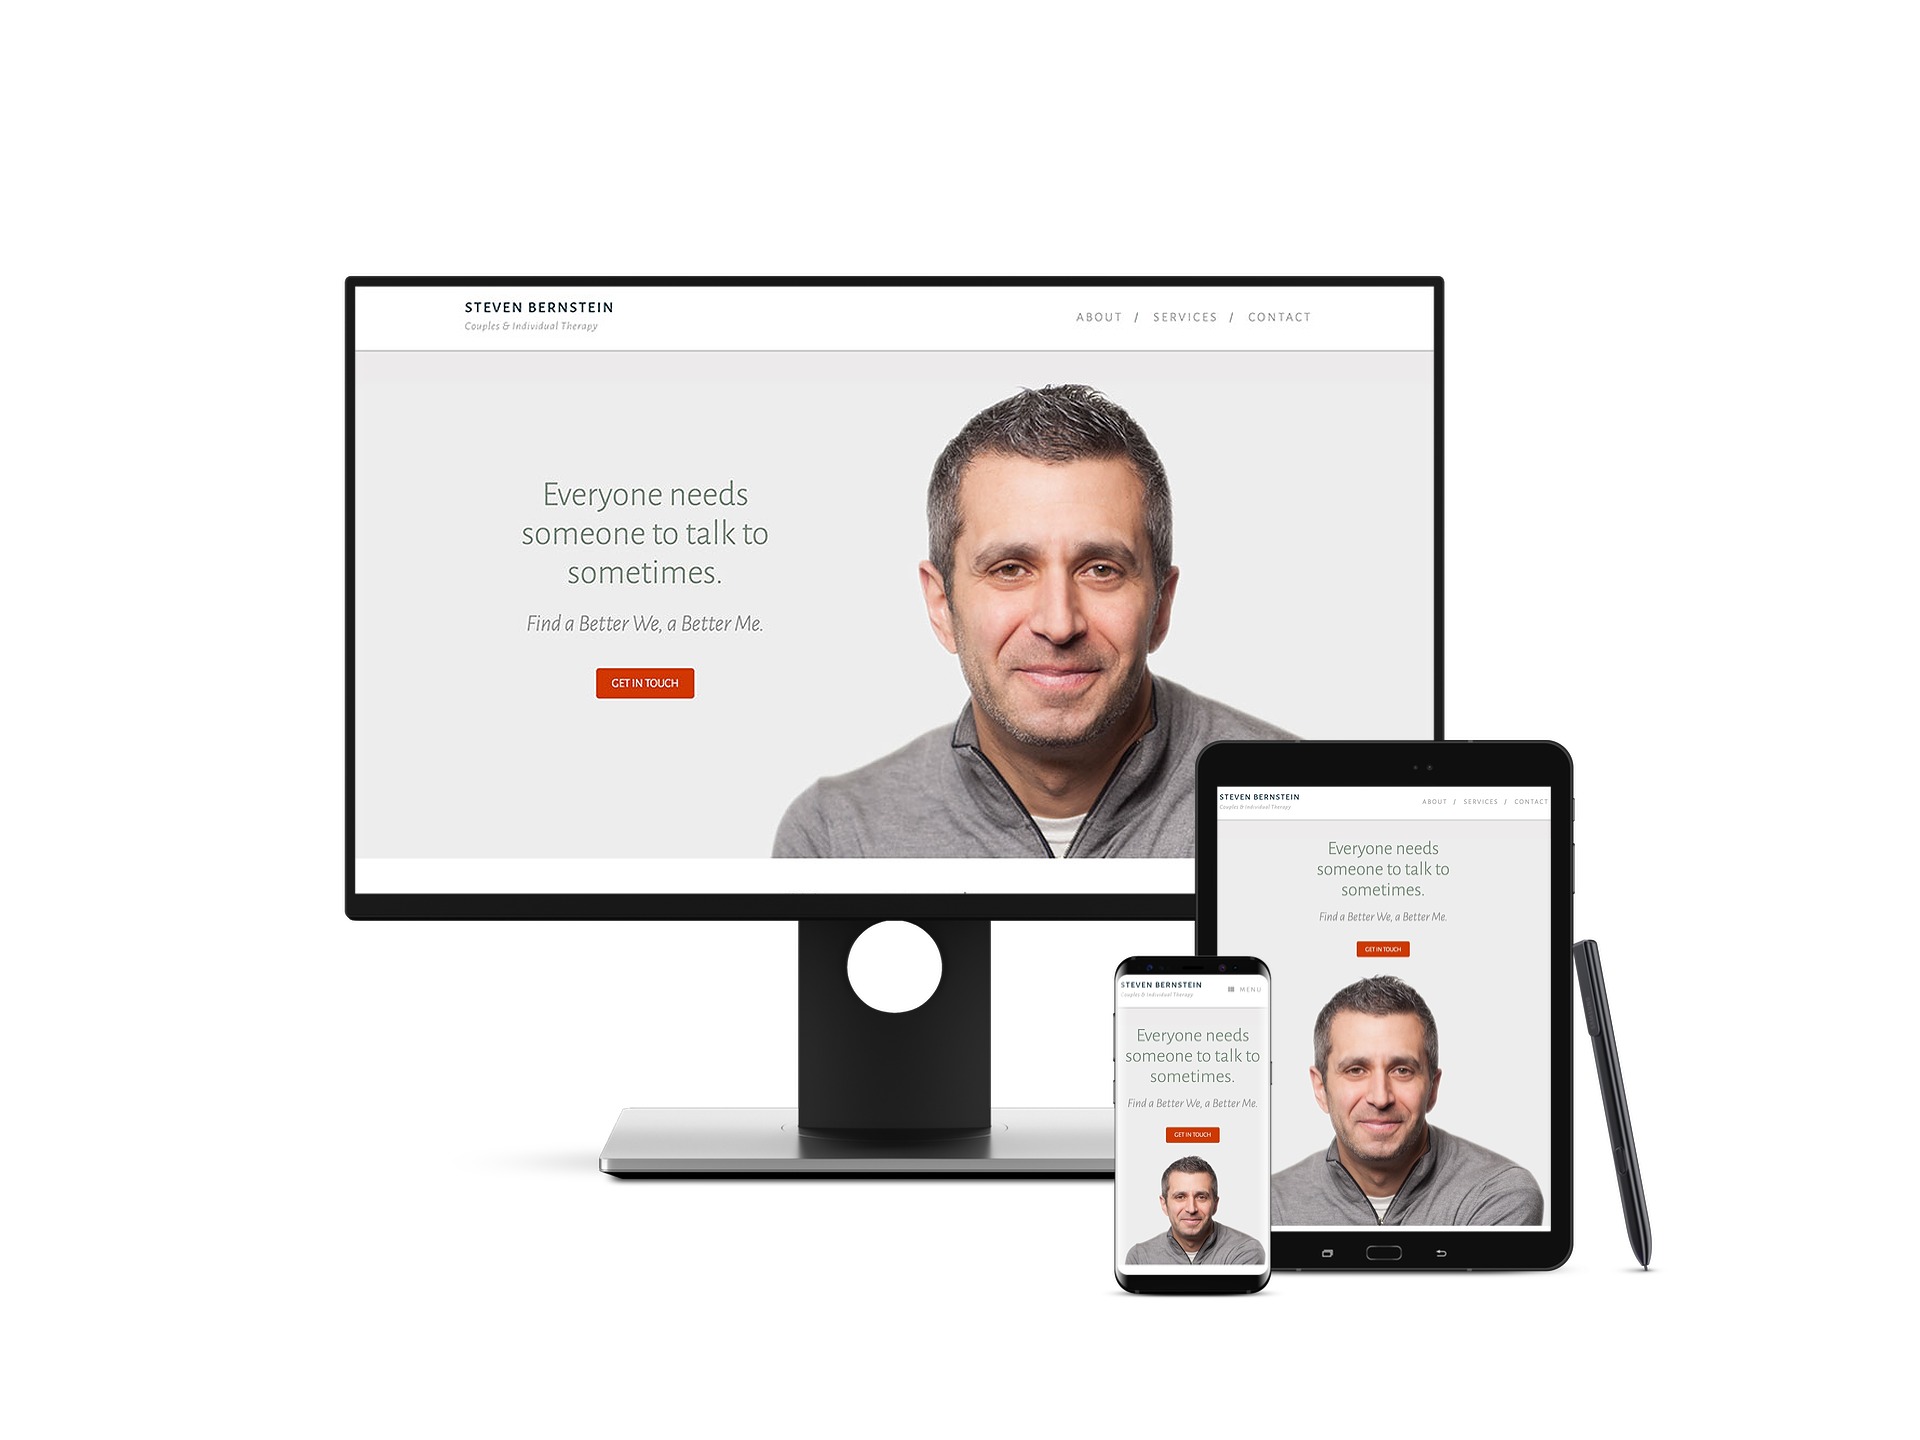 STEVEN BERNSTEIN
Couples & Individual Therapy
ABOUT / SERVICES / CONTACT
Everyone needs
someone to talk to
sometimes.
Find a Better We, a Better Me.
GET IN TOUCH
STEVEN BERNSTEIN
Couples & Individual Therapy
ABOUT / SERVICES / CONTACT
Everyone needs
someone to talk to
sometimes.
Find a Better We, a Better Me.
GET IN TOUCH
STEVEN BERNSTEIN
Couples & Individual Therapy
MENU
Everyone needs
someone to talk to
sometimes.
Find a Better We, a Better Me.
GET IN TOUCH